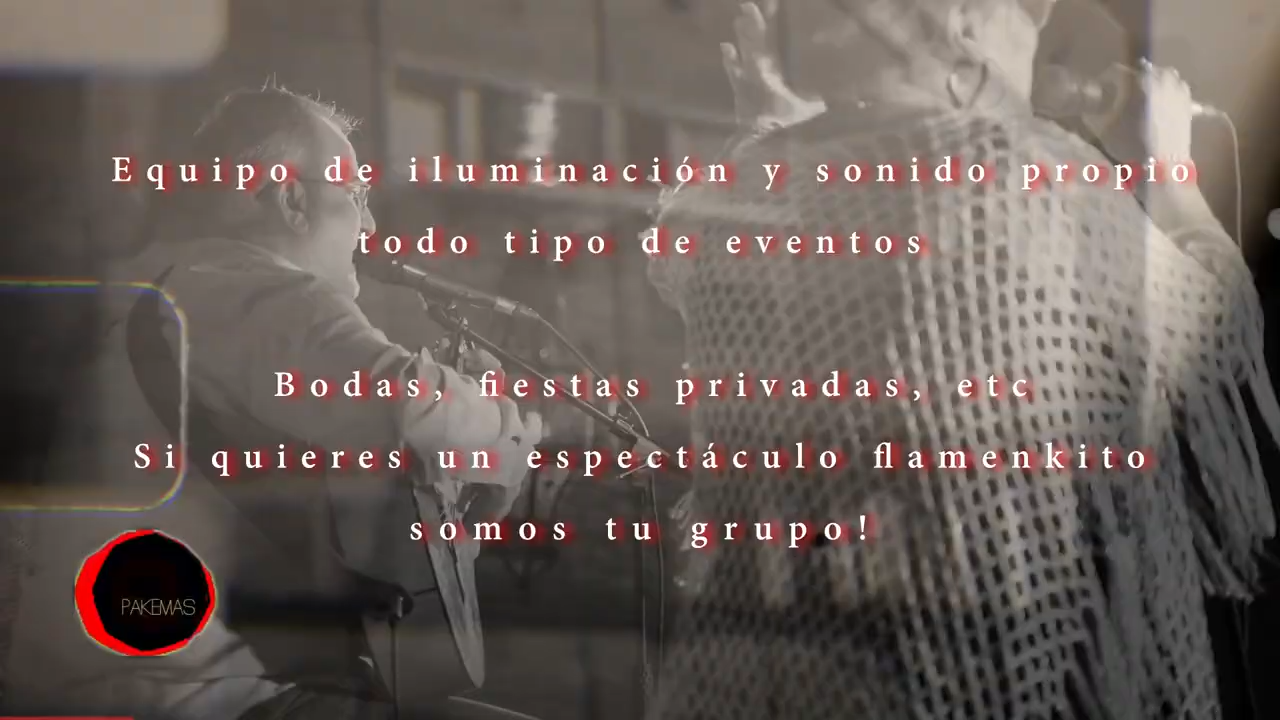 Equipo de iluminación y sonido propio
todo tipo de eventos
Bodas, fiestas privadas, etc
Si quieres un espectáculo flamenkito
somos tu grupo!
PAKEMAS